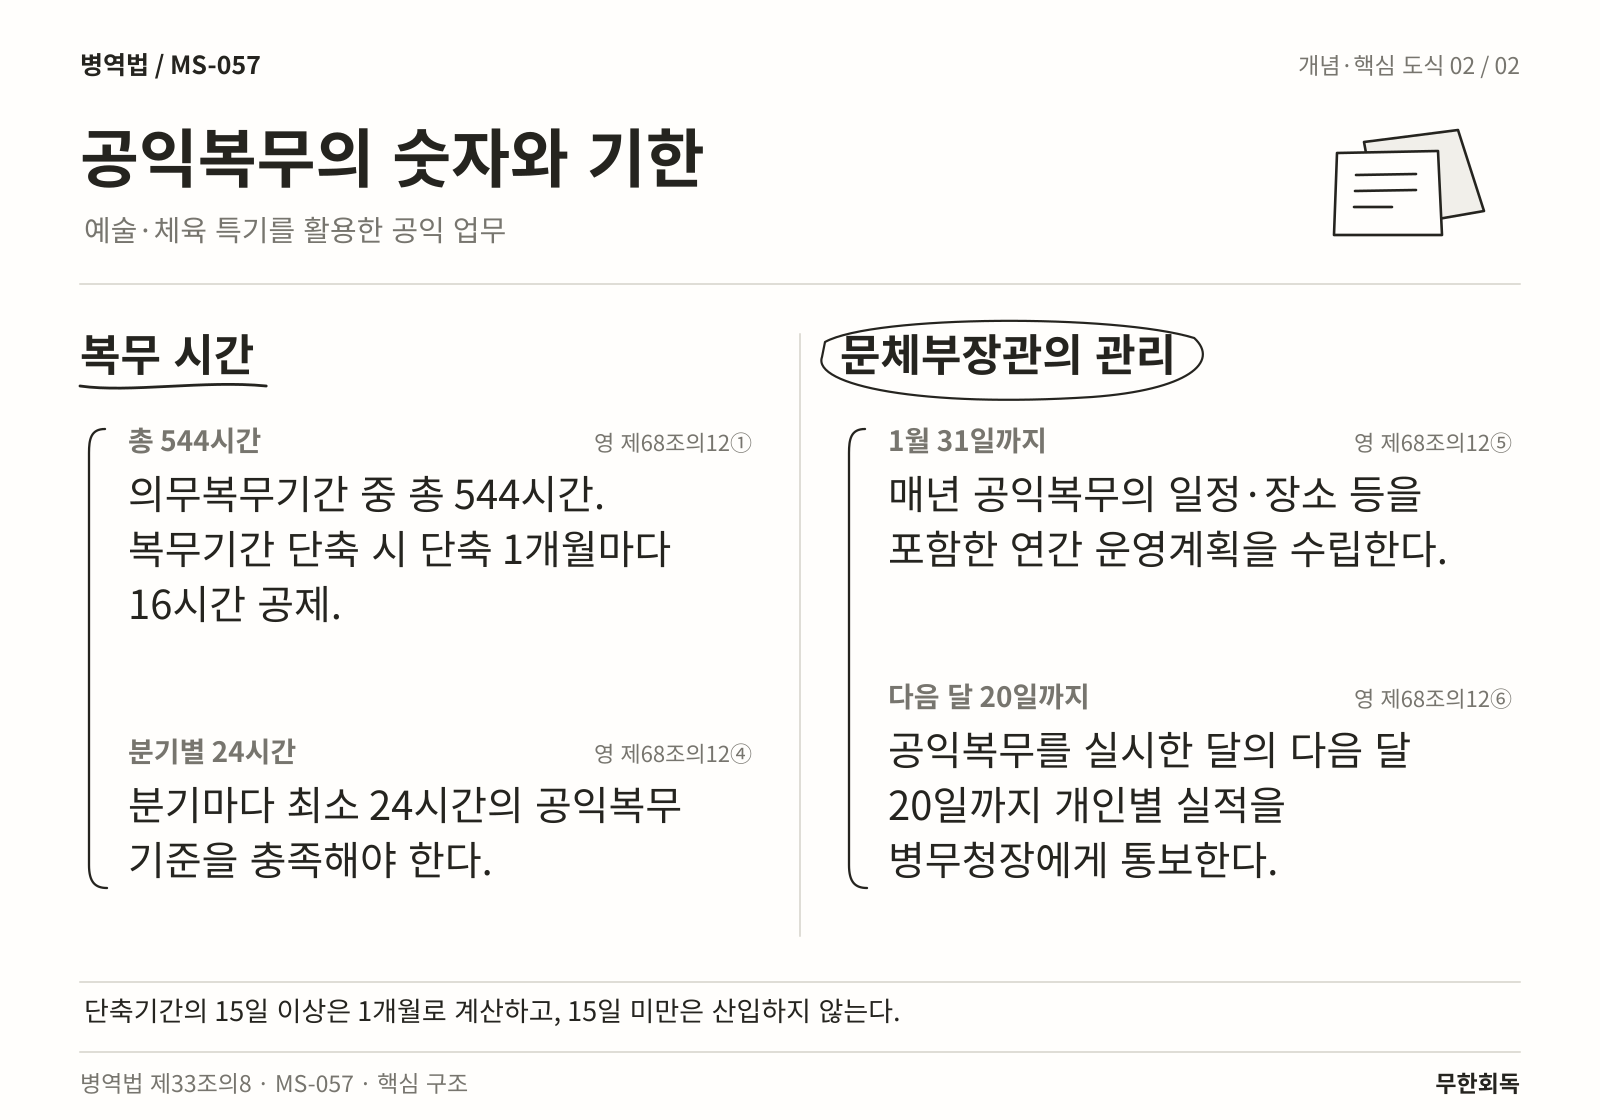 병역법 / MS-057
개념·핵심 도식 02 / 02
공익복무의 숫자와 기한
예술·체육 특기를 활용한 공익 업무
복무 시간
총 544시간
영 제68조의12①
의무복무기간 중 총 544시간.
복무기간 단축 시 단축 1개월마다
16시간 공제.
분기별 24시간
영 제68조의12④
분기마다 최소 24시간의 공익복무
기준을 충족해야 한다.
문체부장관의 관리
1월 31일까지
영 제68조의12⑤
매년 공익복무의 일정·장소 등을
포함한 연간 운영계획을 수립한다.
다음 달 20일까지
영 제68조의12⑥
공익복무를 실시한 달의 다음 달
20일까지 개인별 실적을
병무청장에게 통보한다.
단축기간의 15일 이상은 1개월로 계산하고, 15일 미만은 산입하지 않는다.
병역법 제33조의8 · MS-057 · 핵심 구조
무한회독